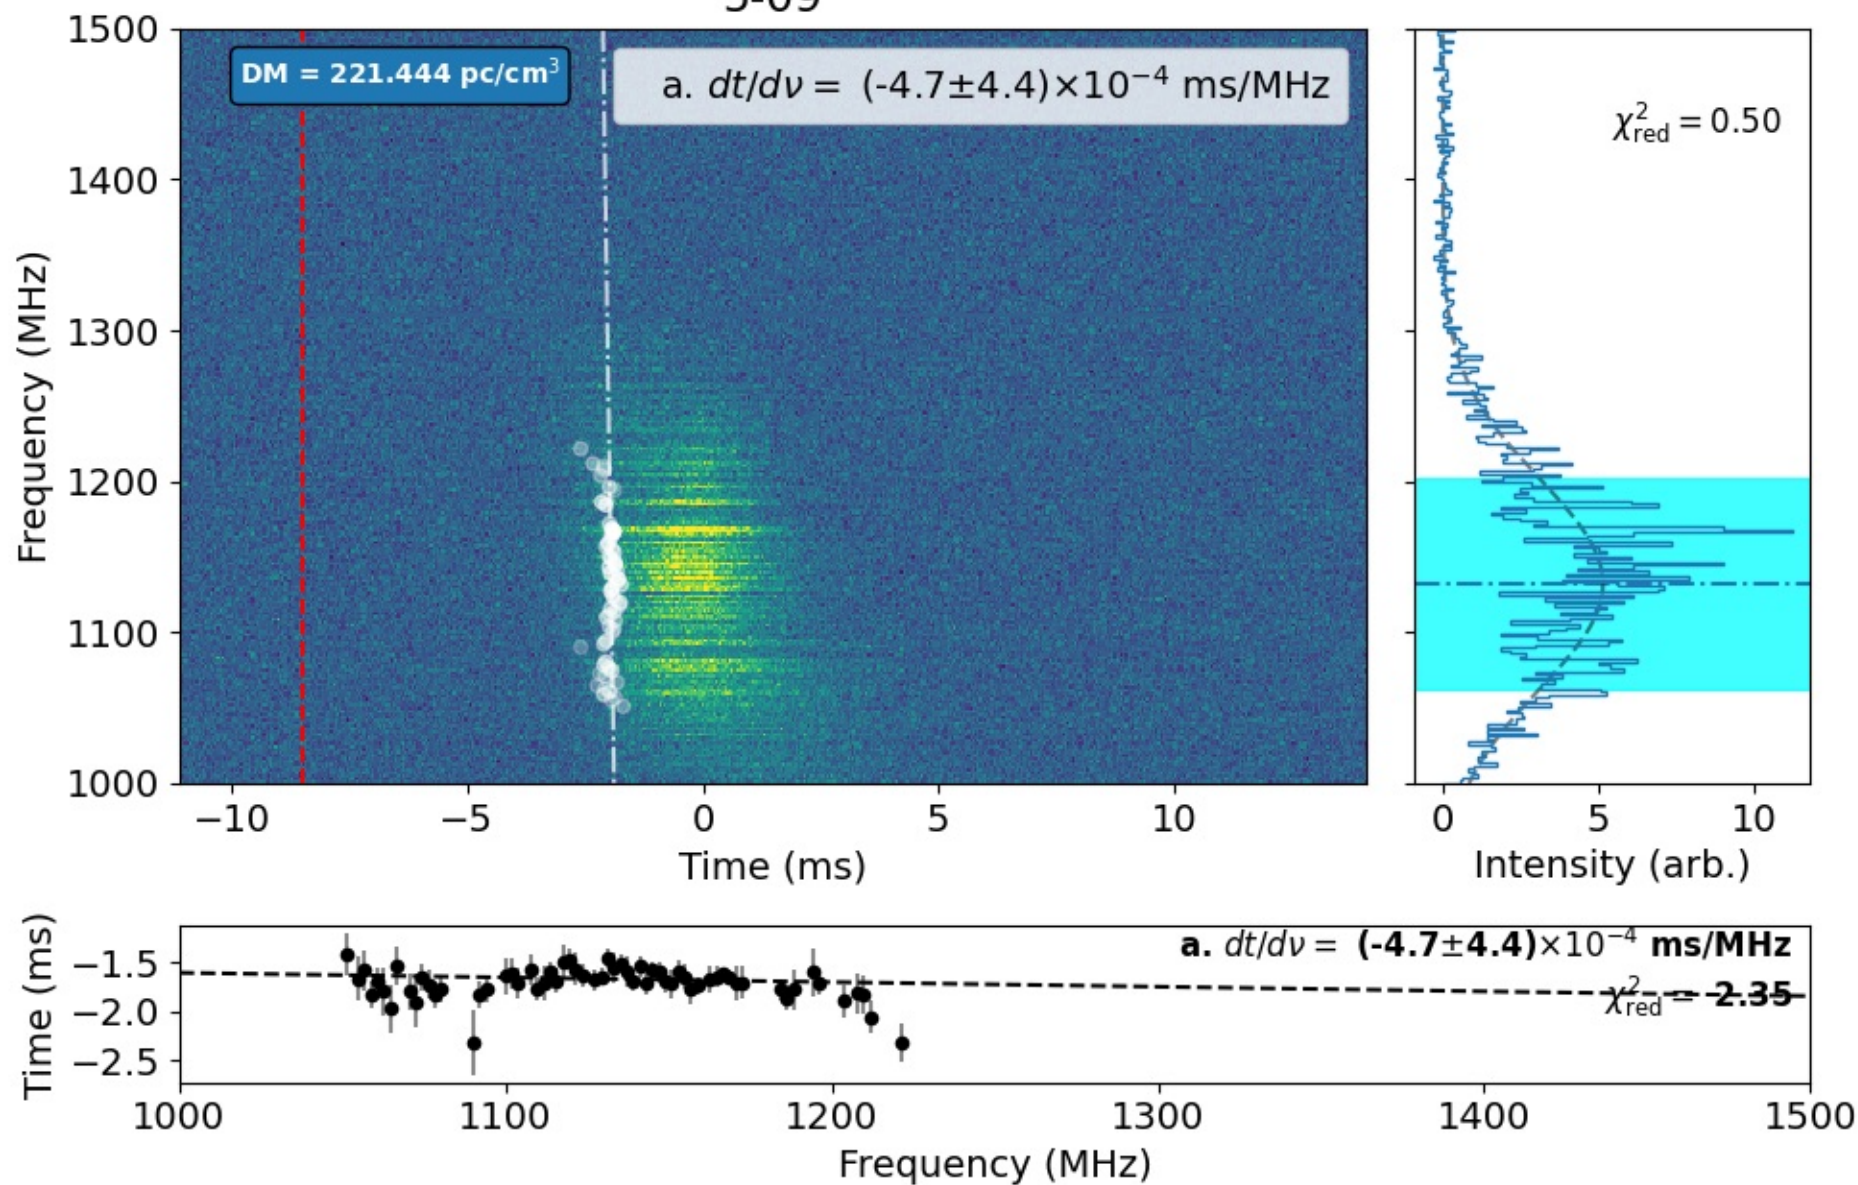 1500
1400
1300
1200
1100
1000
Frequency (MHz)
DM = 221.444 pc/cm³
a. dt/dν = (-4.7±4.4)×10⁻⁴ ms/MHz
−10 −5 0 5 10
Time (ms)
χ²red = 0.50
0 5 10
Intensity (arb.)
Time (ms)
−1.5
−2.0
−2.5
a. dt/dν = (-4.7±4.4)×10⁻⁴ ms/MHz
χ²red = 2.35
1000 1100 1200 1300 1400 1500
Frequency (MHz)